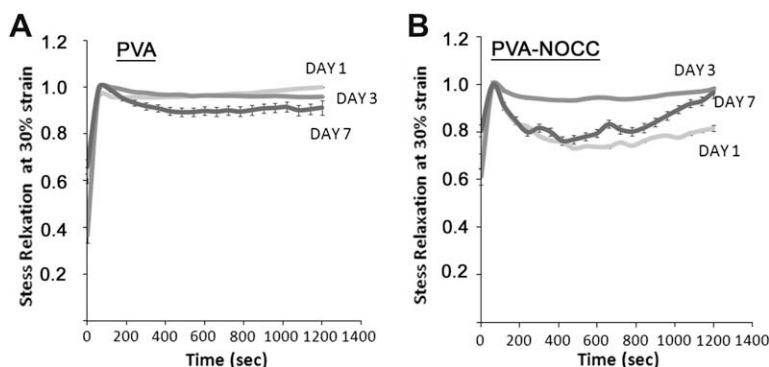 A
PVA
Stess Relxation at 30% strain
1.2
1.0
0.8
0.6
0.4
0.2
0 200 400 600 800 1000 1200 1400
Time (sec)
DAY 1
DAY 3
DAY 7
B
PVA-NOCC
Stess Relaxation at 30% strain
1.2
1.0
0.8
0.6
0.4
0.2
0 200 400 600 800 1000 1200 1400
Time (sec)
DAY 3
DAY 7
DAY 1